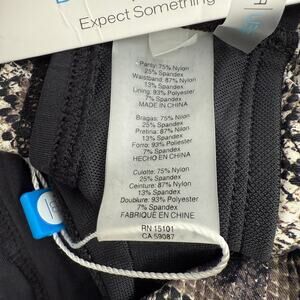 Expect Something
Panty: 75% Nylon
25% Spandex
Waistband: 87% Nylon
13% Spandex
Lining: 93% Polyester
7% Spandex
MADE IN CHINA
Bragas: 75% Nilon
25% Spandex
Pretina: 87% Nilon
13% Spandex
Forro: 93% Poliester
7% Spandex
HECHO EN CHINA
Culotte: 75% Nylon
25% Spandex
Ceinture: 87% Nylon
13% Spandex
Doublure: 93% Polyester
7% Spandex
FABRIQUÉ EN CHINE
RN 15101
CA 59087